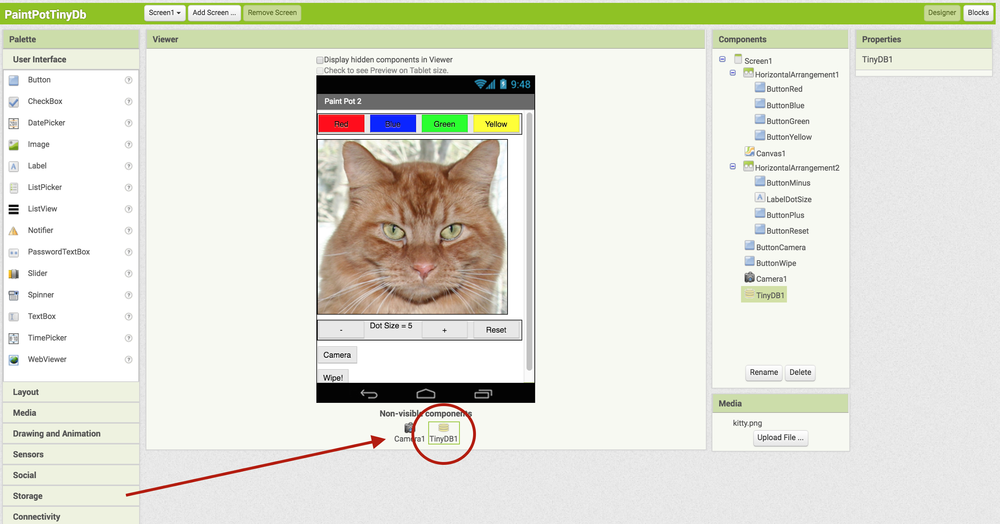 PaintPotTinyDb
Screen1
Add Screen ...
Remove Screen
Designer
Blocks
Palette
User Interface
Button
?
CheckBox
?
2011
DatePicker
?
Image
?
A
Label
?
ListPicker
?
ListView
?
Notifier
?
PasswordTextBox
?
Slider
?
Spinner
?
TextBox
?
8:10
TimePicker
?
WebViewer
?
Layout
Media
Drawing and Animation
Sensors
Social
Storage
Connectivity
Viewer
Display hidden components in Viewer
Check to see Preview on Tablet size.
9:48
Paint Pot 2
Red
Blue
Green
Yellow
-
Dot Size = 5
+
Reset
Camera
Wipe!
Non-visible components
Camera1
TinyDB1
Components
Screen1
HorizontalArrangement1
ButtonRed
ButtonBlue
ButtonGreen
ButtonYellow
Canvas1
HorizontalArrangement2
ButtonMinus
A
LabelDotSize
ButtonPlus
ButtonReset
ButtonCamera
ButtonWipe
Camera1
TinyDB1
Rename
Delete
Media
kitty.png
Upload File ...
Properties
TinyDB1